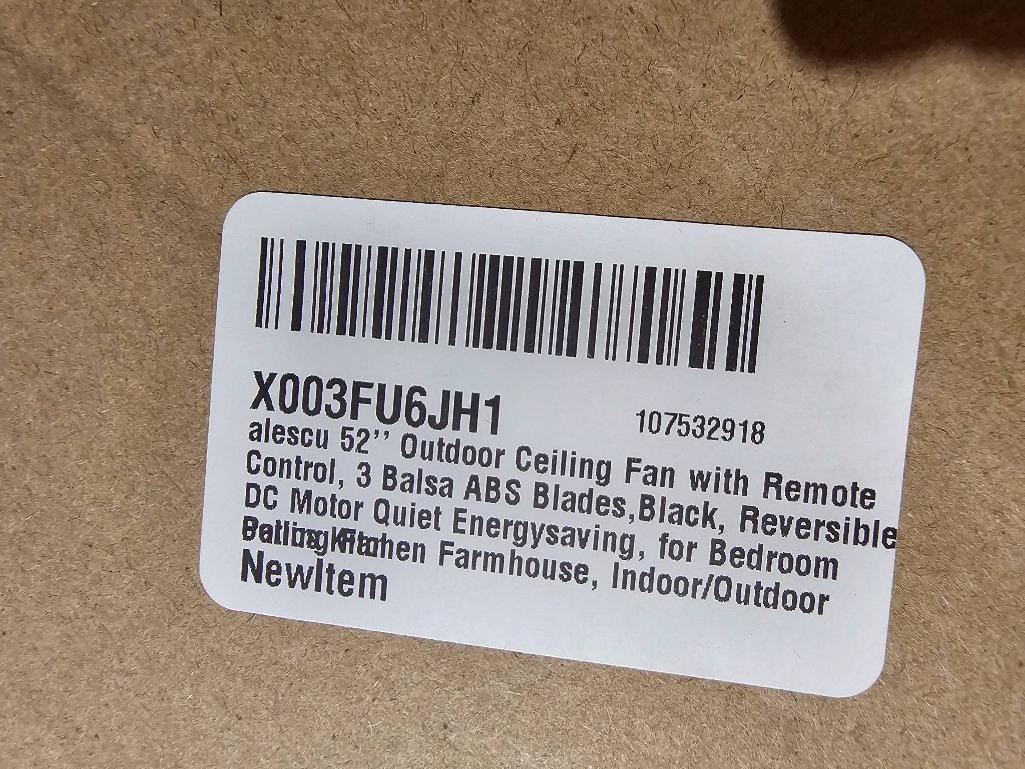 X003FU6JH1
107532918
alescu 52’’ Outdoor Ceiling Fan with Remote
Control, 3 Balsa ABS Blades,Black, Reversible
DC Motor Quiet Energysaving, for Bedroom
Farmhouse, Indoor/Outdoor
NewItem